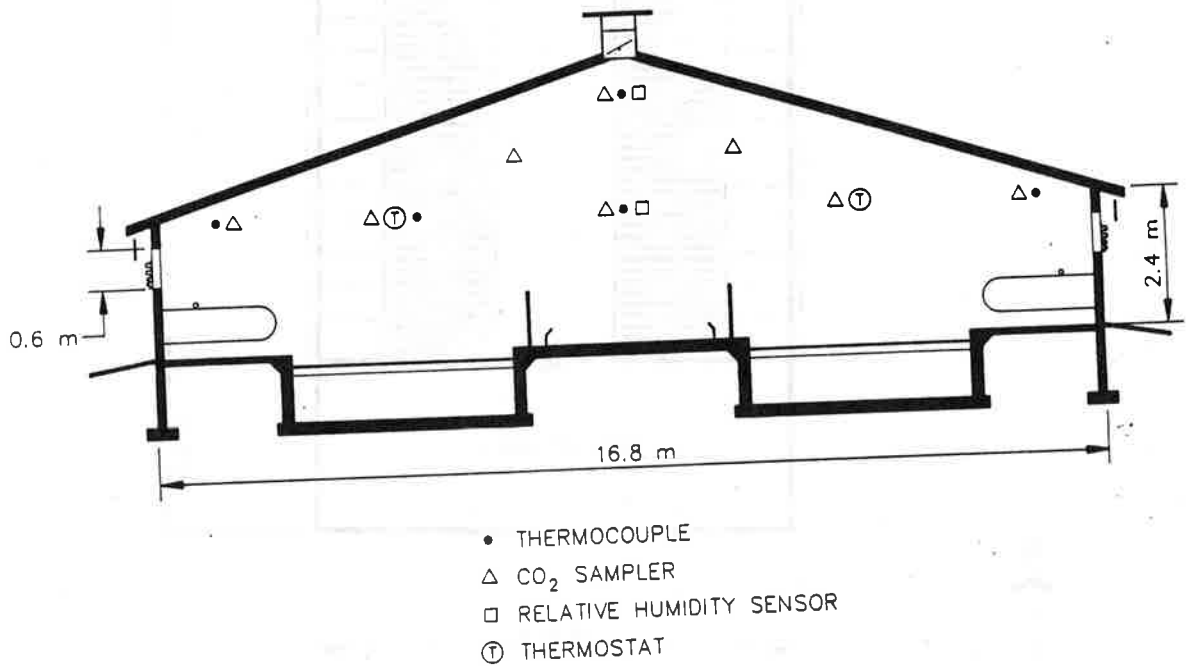 T
T
2.4 m
0.6 m
16.8 m
THERMOCOUPLE
CO₂ SAMPLER
RELATIVE HUMIDITY SENSOR
T THERMOSTAT